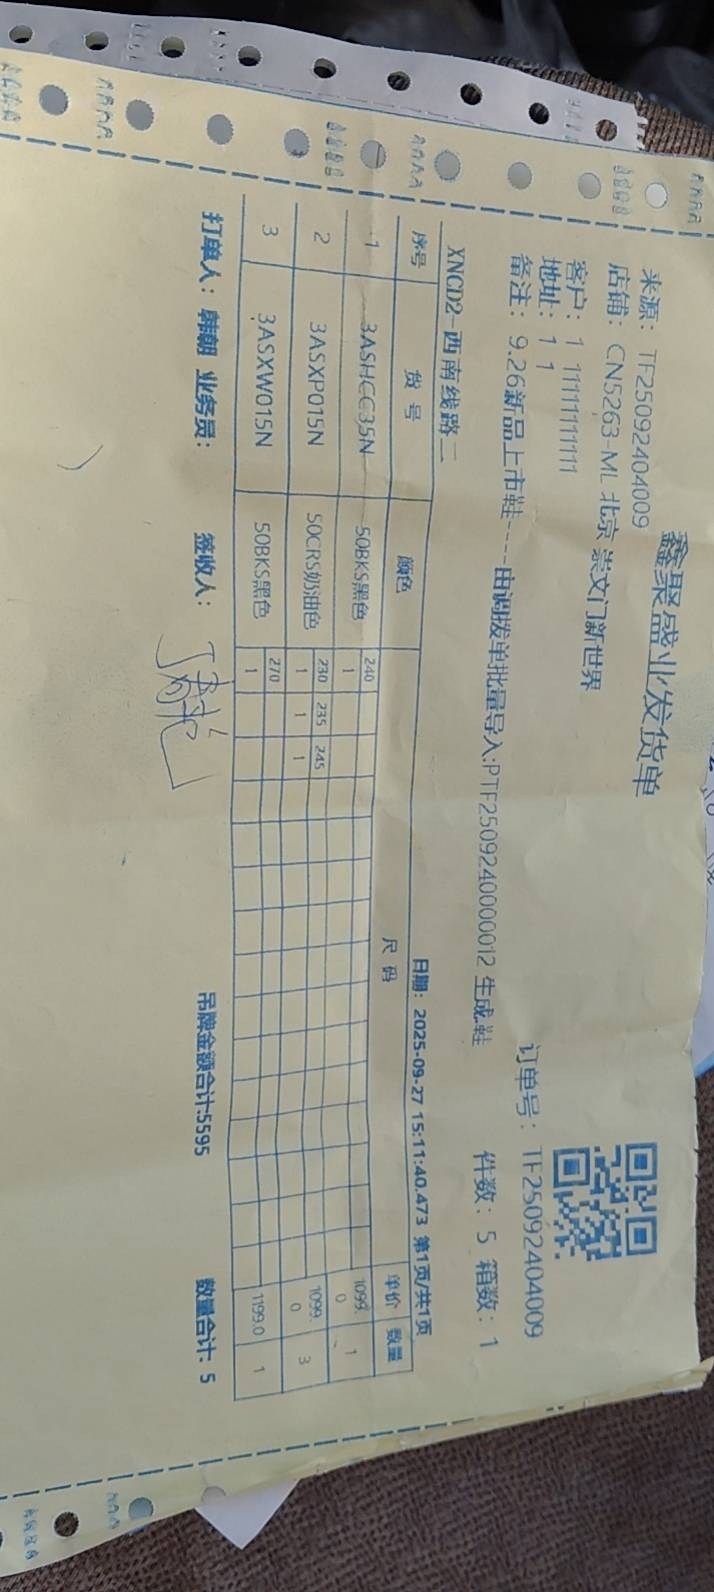 鑫聚盛业发货单
来源: TF25092404009
店铺: CN5263-ML 北京 崇文门新世界
客户: 1 11111111111
地址: 1 1
订单号: TF25092404009
备注: 9.26新品上市鞋----由调拨单批量导入:PTF2509240000012 生成.鞋
件数: 5 箱数: 1
XNCD2-西南线路二
日期: 2025-09-27 15:11:40.473 第1页/共1页
序号 货号 颜色 尺码 单价 数量
1 3ASHCC35N 50BKS黑色 240 1099.0 1
1
2 3ASXP015N 50CRS奶油色 230 235 245 1099.0 3
1 1 1
3 3ASXW015N 50BKS黑色 270 1199.0 1
1
打单人: 韩朝 业务员: 签收人: 吊牌金额合计:5595 数量合计: 5